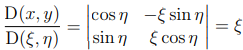 D(x, y)/D(ξ, η) = |cos η −ξ sin η; sin η ξ cos η| = ξ